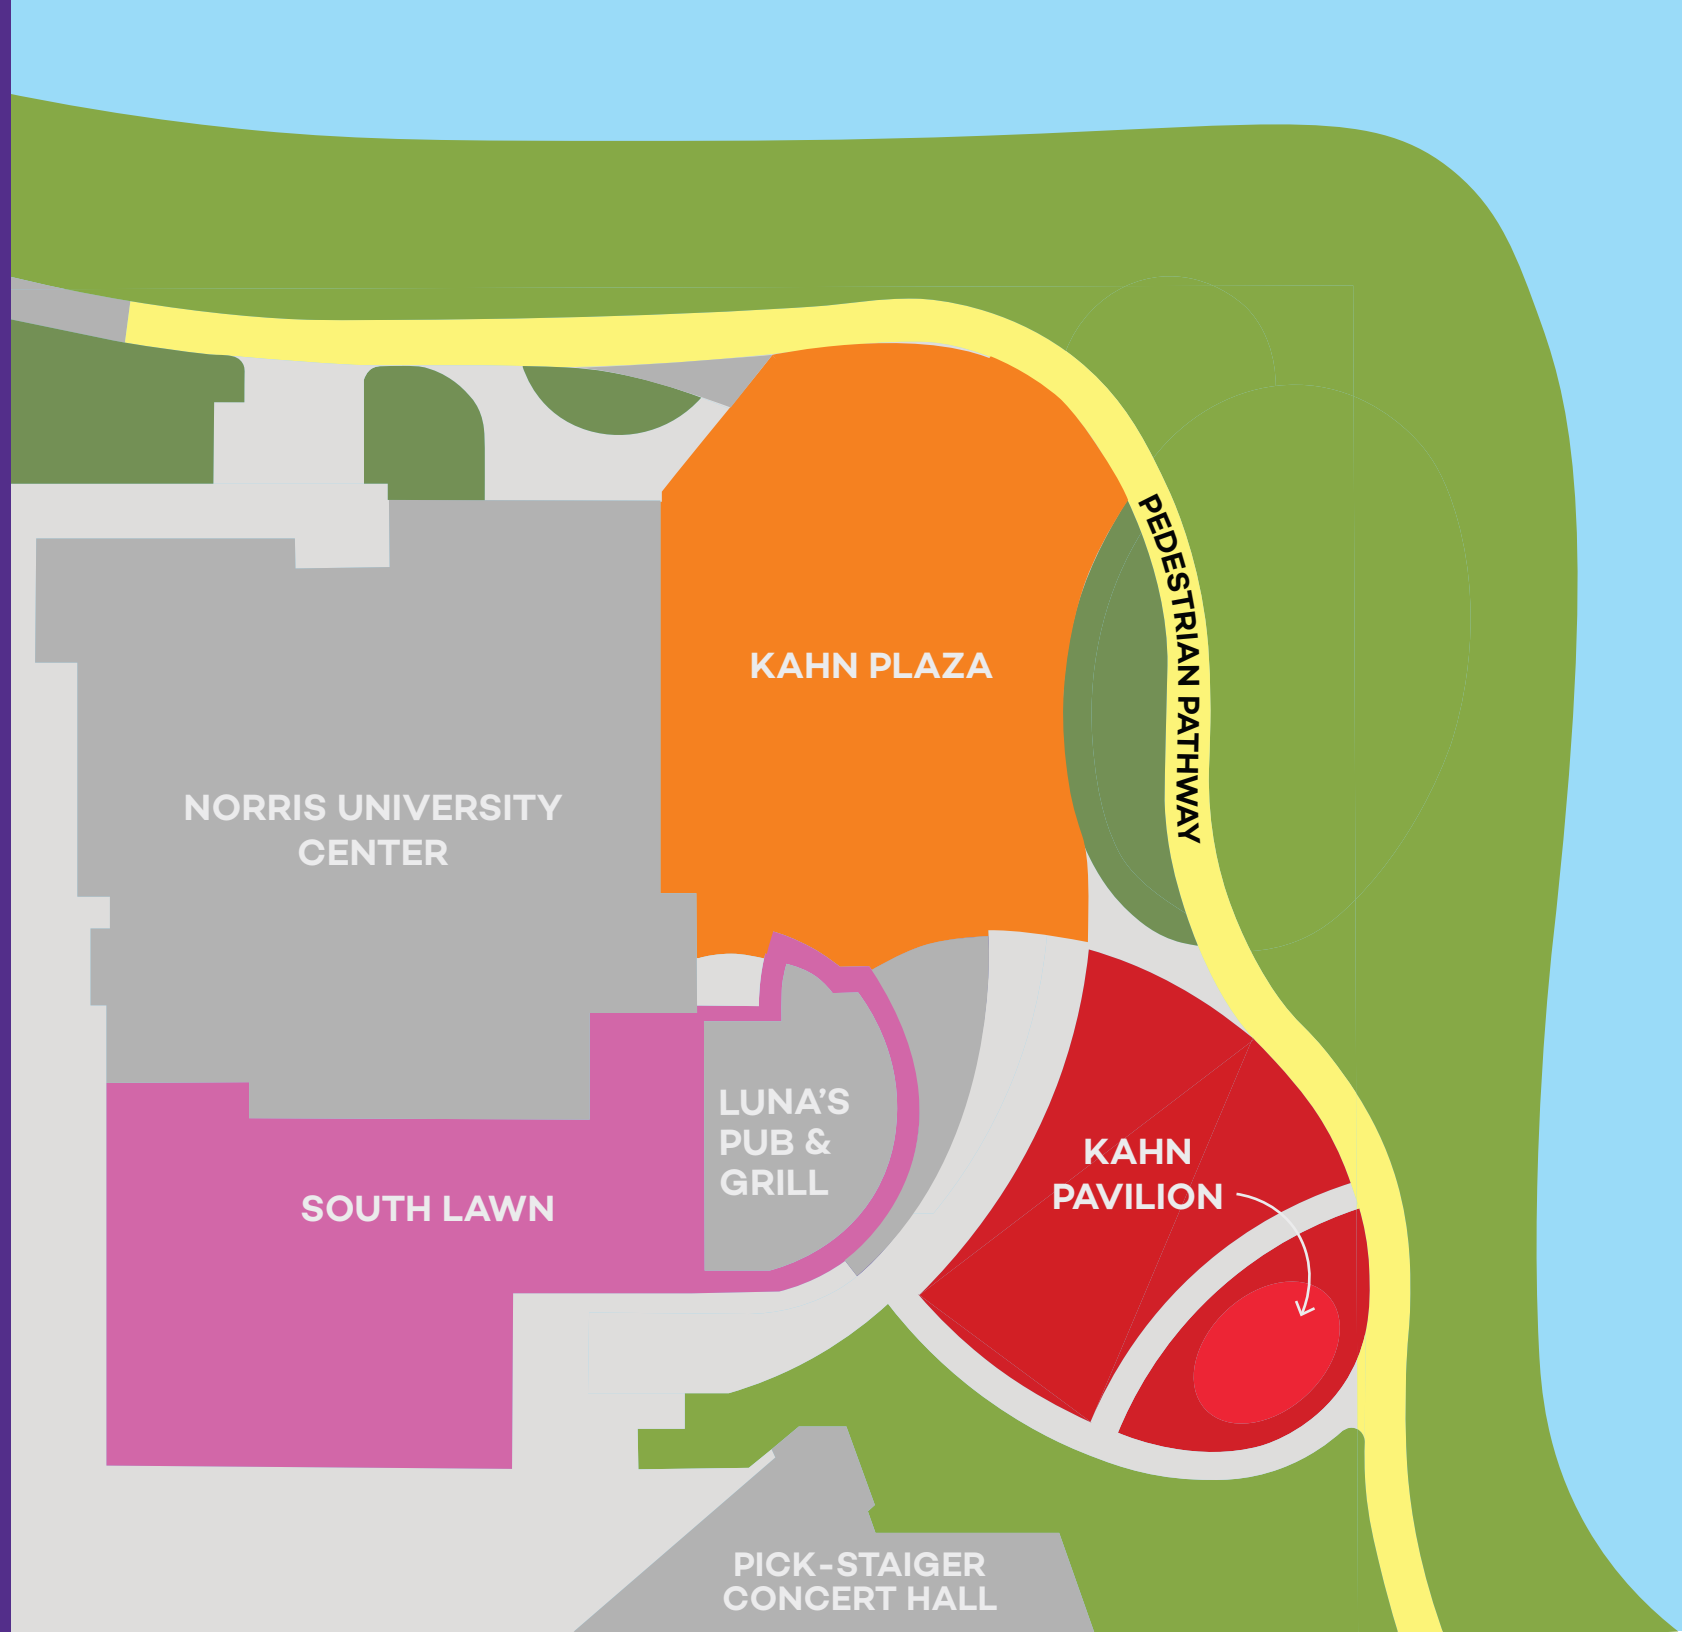 PEDESTRIAN PATHWAY
KAHN PLAZA
NORRIS UNIVERSITY
CENTER
LUNA’S
PUB &
GRILL
KAHN
PAVILION
SOUTH LAWN
PICK-STAIGER
CONCERT HALL